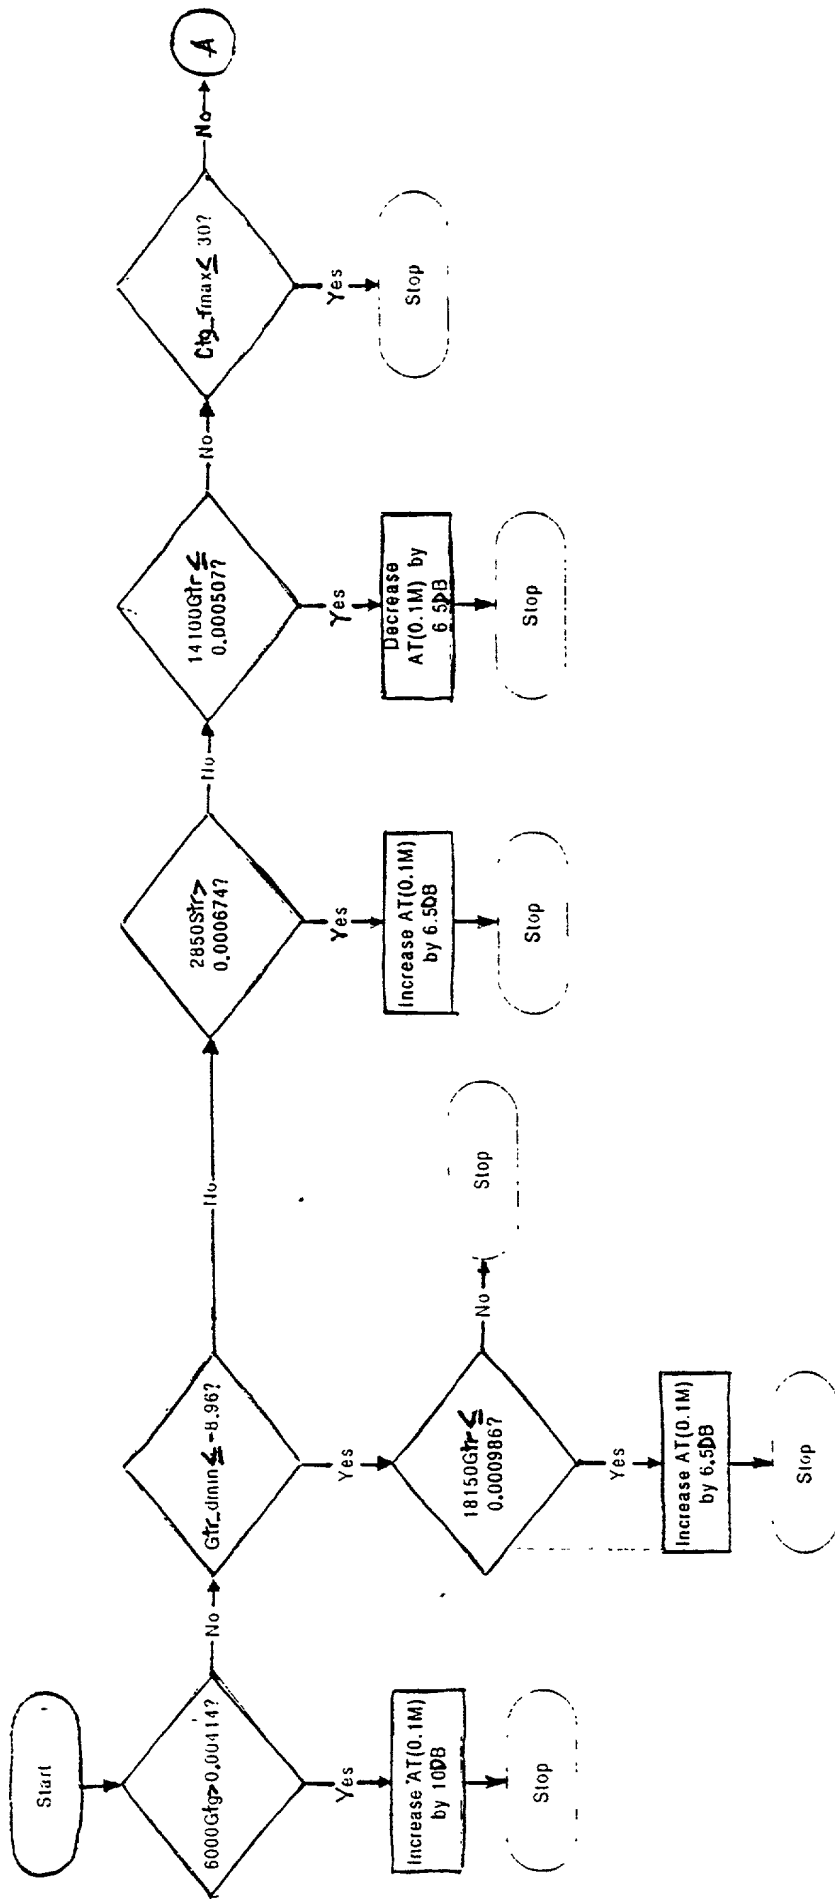 Start
6000Gtg>0.00414?
Yes
Increase AT(0.1M)
by 10DB
Stop
No
Gtr_dmin≤-8.96?
Yes
18150Gtr≤
0.000986?
Yes
Increase AT(0.1M)
by 6.5DB
Stop
No
Stop
No
2850Str>
0.000674?
Yes
Increase AT(0.1M)
by 6.5DB
Stop
No
14100Gtr≤
0.000507?
Yes
Decrease
AT(0.1M) by
6 5DB
Stop
No
Ctg_fmax≤ 30?
Yes
Stop
No
A